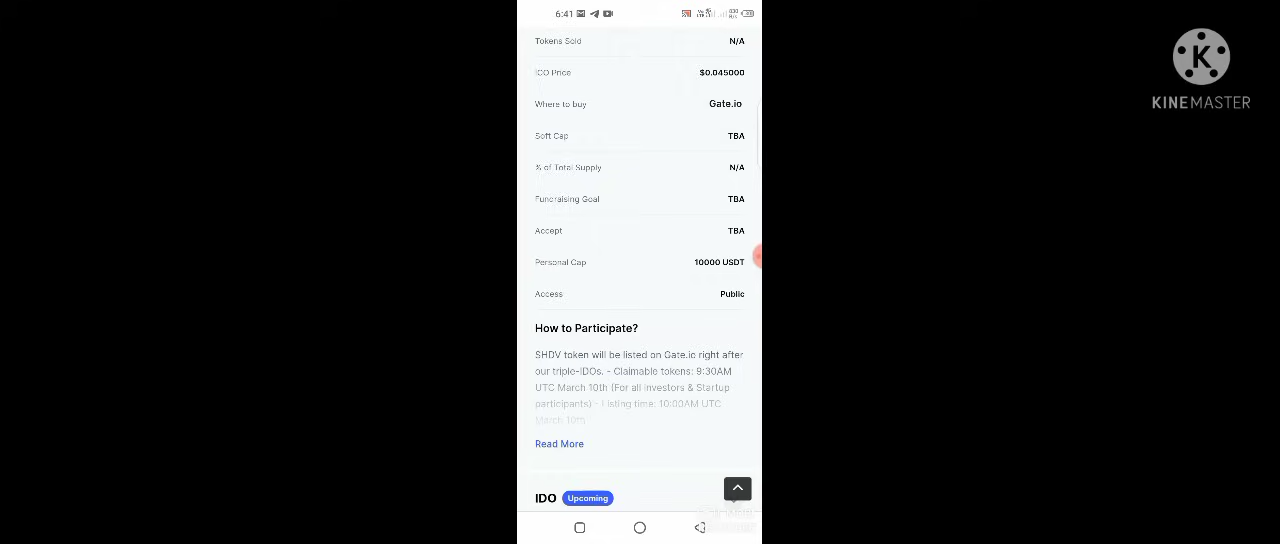 6:41
Tokens Sold N/A
ICO Price $0.045000
Where to buy Gate.io
Soft Cap TBA
% of Total Supply N/A
Fundraising Goal TBA
Accept TBA
Personal Cap 10000 USDT
Access Public
How to Participate?
SHDV token will be listed on Gate.io right after
our triple-IDOs. - Claimable tokens: 9:30AM
UTC March 10th (For all investors & Startup
participants) - Listing time: 10:00AM UTC
March 10th
Read More
IDO Upcoming
K
KINEMASTER